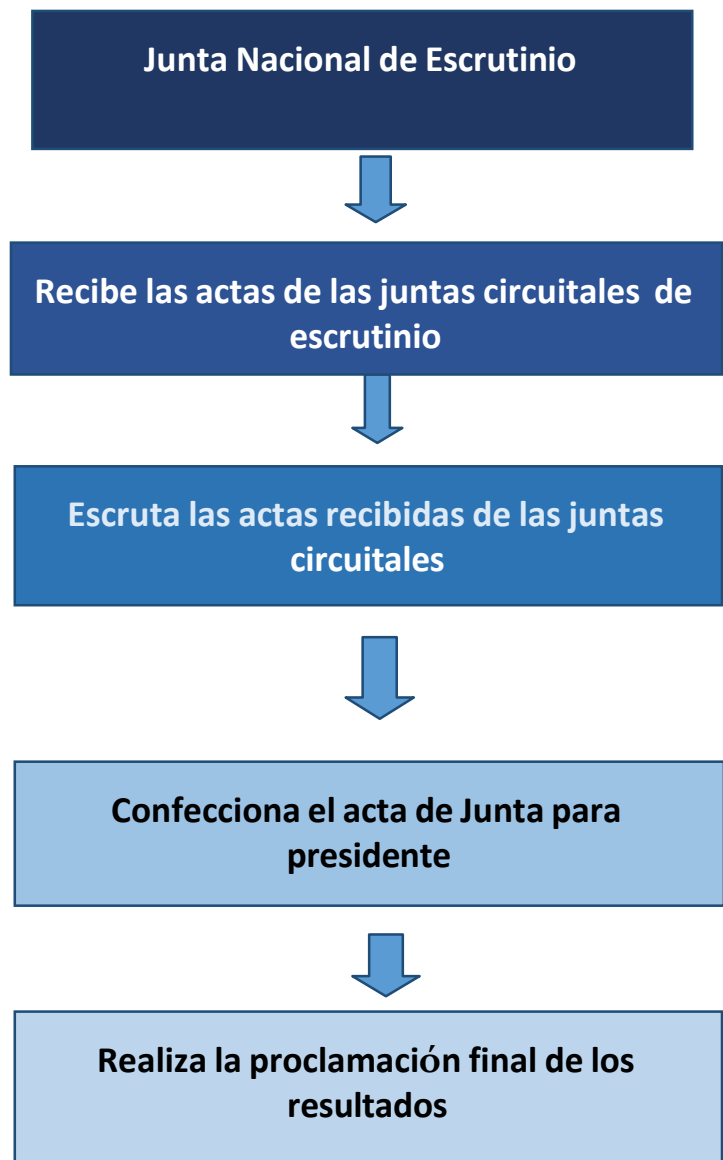 Junta Nacional de Escrutinio
Recibe las actas de las juntas circuitales de
escrutinio
Escruta las actas recibidas de las juntas
circuitales
Confecciona el acta de Junta para
presidente
Realiza la proclamación final de los
resultados